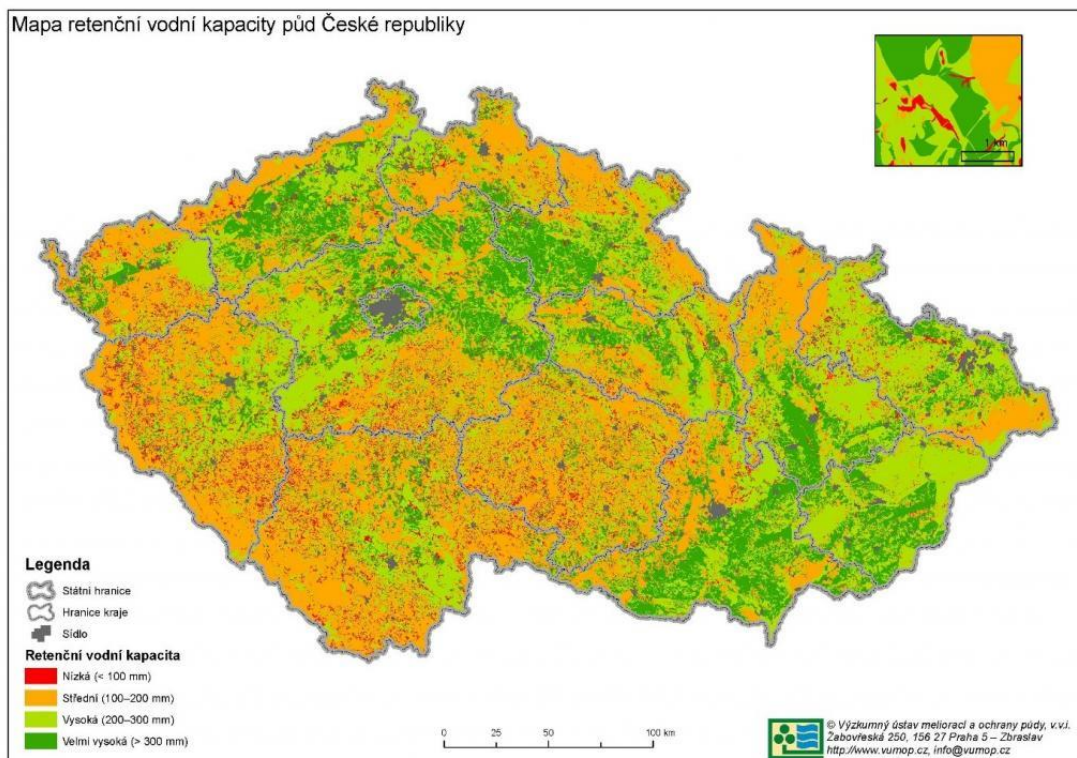 Mapa retenční vodní kapacity půd České republiky
1 km
Legenda
Státní hranice
Hranice kraje
Sídlo
Retenční vodní kapacita
Nízká (< 100 mm)
Střední (100–200 mm)
Vysoká (200–300 mm)
Velmi vysoká (> 300 mm)
0 50 100 km
© Výzkumný ústav meliorací a ochrany půdy, v.v.i.
Žabovřeská 250, 156 27 Praha 5 – Zbraslav
http://www.vumop.cz, info@vumop.cz